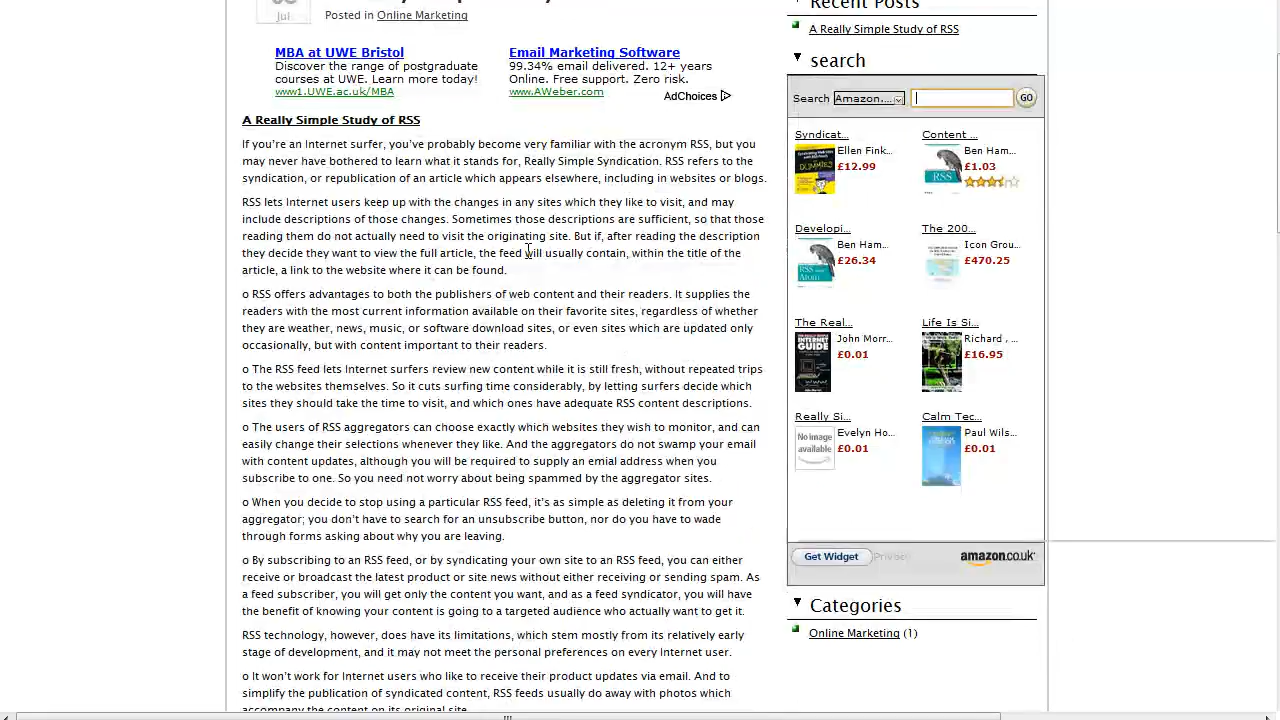 Jul
Posted in Online Marketing
MBA at UWE Bristol
Discover the range of postgraduate
courses at UWE. Learn more today!
www1.UWE.ac.uk/MBA
Email Marketing Software
99.34% email delivered. 12+ years
Online. Free support. Zero risk.
www.AWeber.com
AdChoices
A Really Simple Study of RSS
If you're an Internet surfer, you've probably become very familiar with the acronym RSS, but you
may never have bothered to learn what it stands for, Really Simple Syndication. RSS refers to the
syndication, or republication of an article which appears elsewhere, including in websites or blogs.
RSS lets Internet users keep up with the changes in any sites which they like to visit, and may
include descriptions of those changes. Sometimes those descriptions are sufficient, so that those
reading them do not actually need to visit the originating site. But if, after reading the description
they decide they want to view the full article, the feed will usually contain, within the title of the
article, a link to the website where it can be found.
o RSS offers advantages to both the publishers of web content and their readers. It supplies the
readers with the most current information available on their favorite sites, regardless of whether
they are weather, news, music, or software download sites, or even sites which are updated only
occasionally, but with content important to their readers.
o The RSS feed lets Internet surfers review new content while it is still fresh, without repeated trips
to the websites themselves. So it cuts surfing time considerably, by letting surfers decide which
sites they should take the time to visit, and which ones have adequate RSS content descriptions.
o The users of RSS aggregators can choose exactly which websites they wish to monitor, and can
easily change their selections whenever they like. And the aggregators do not swamp your email
with content updates, although you will be required to supply an emial address when you
subscribe to one. So you need not worry about being spammed by the aggregator sites.
o When you decide to stop using a particular RSS feed, it's as simple as deleting it from your
aggregator; you don't have to search for an unsubscribe button, nor do you have to wade
through forms asking about why you are leaving.
o By subscribing to an RSS feed, or by syndicating your own site to an RSS feed, you can either
receive or broadcast the latest product or site news without either receiving or sending spam. As
a feed subscriber, you will get only the content you want, and as a feed syndicator, you will have
the benefit of knowing your content is going to a targeted audience who actually want to get it.
RSS technology, however, does have its limitations, which stem mostly from its relatively early
stage of development, and it may not meet the personal preferences on every Internet user.
o It won't work for Internet users who like to receive their product updates via email. And to
simplify the publication of syndicated content, RSS feeds usually do away with photos which
accompany the content on its original site.
Recent Posts
A Really Simple Study of RSS
search
Search Amazon.... GO
Syndicat...
Ellen Fink...
£12.99
Content ...
Ben Ham...
£1.03
Developi...
Ben Ham...
£26.34
The 200...
Icon Grou...
£470.25
The Real...
John Morr...
£0.01
Life Is Si...
Richard , ...
£16.95
Really Si...
No image
available
Evelyn Ho...
£0.01
Calm Tec...
Paul Wils...
£0.01
Get Widget
Privac
amazon.co.uk
Categories
Online Marketing (1)